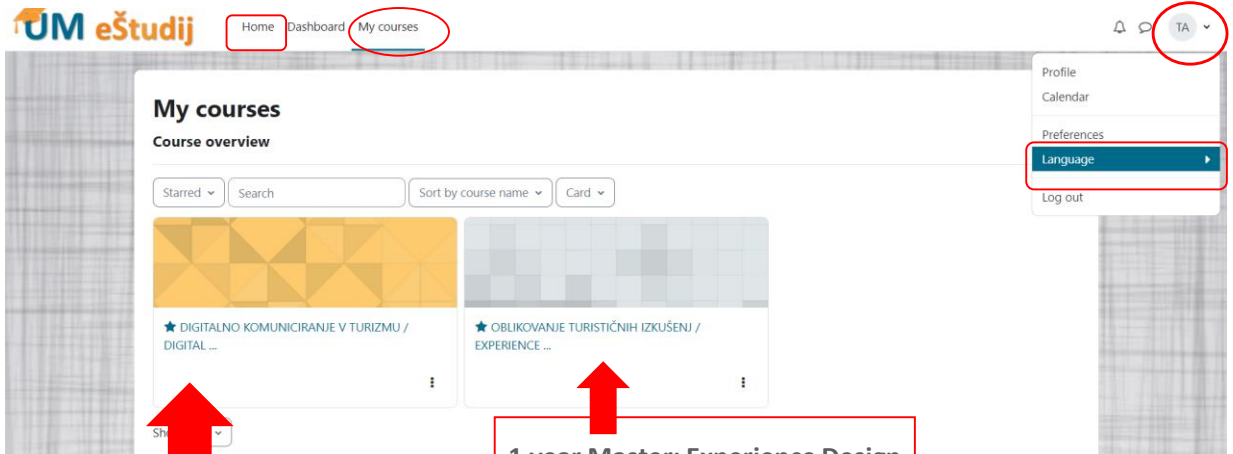 UM eŠtudij
Home Dashboard My courses
TA
Profile
Calendar
Preferences
Language
Log out
My courses
Course overview
Starred Search Sort by course name Card
★ DIGITALNO KOMUNICIRANJE V TURIZMU /
DIGITAL ...
★ OBLIKOVANJE TURISTIČNIH IZKUŠENJ /
EXPERIENCE ...
1 year Master: Experience Design